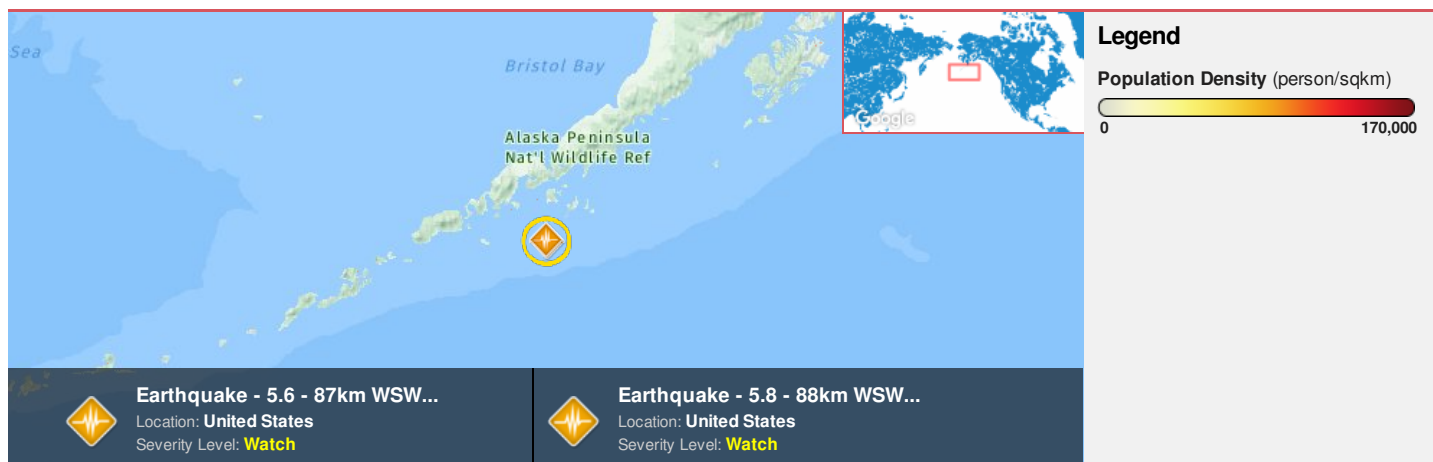 Sea
Bristol Bay
Alaska Peninsula
Nat'l Wildlife Ref
Google
Legend
Population Density (person/sqkm)
0 170,000
Earthquake - 5.6 - 87km WSW...
Location: United States
Severity Level: Watch
Earthquake - 5.8 - 88km WSW...
Location: United States
Severity Level: Watch